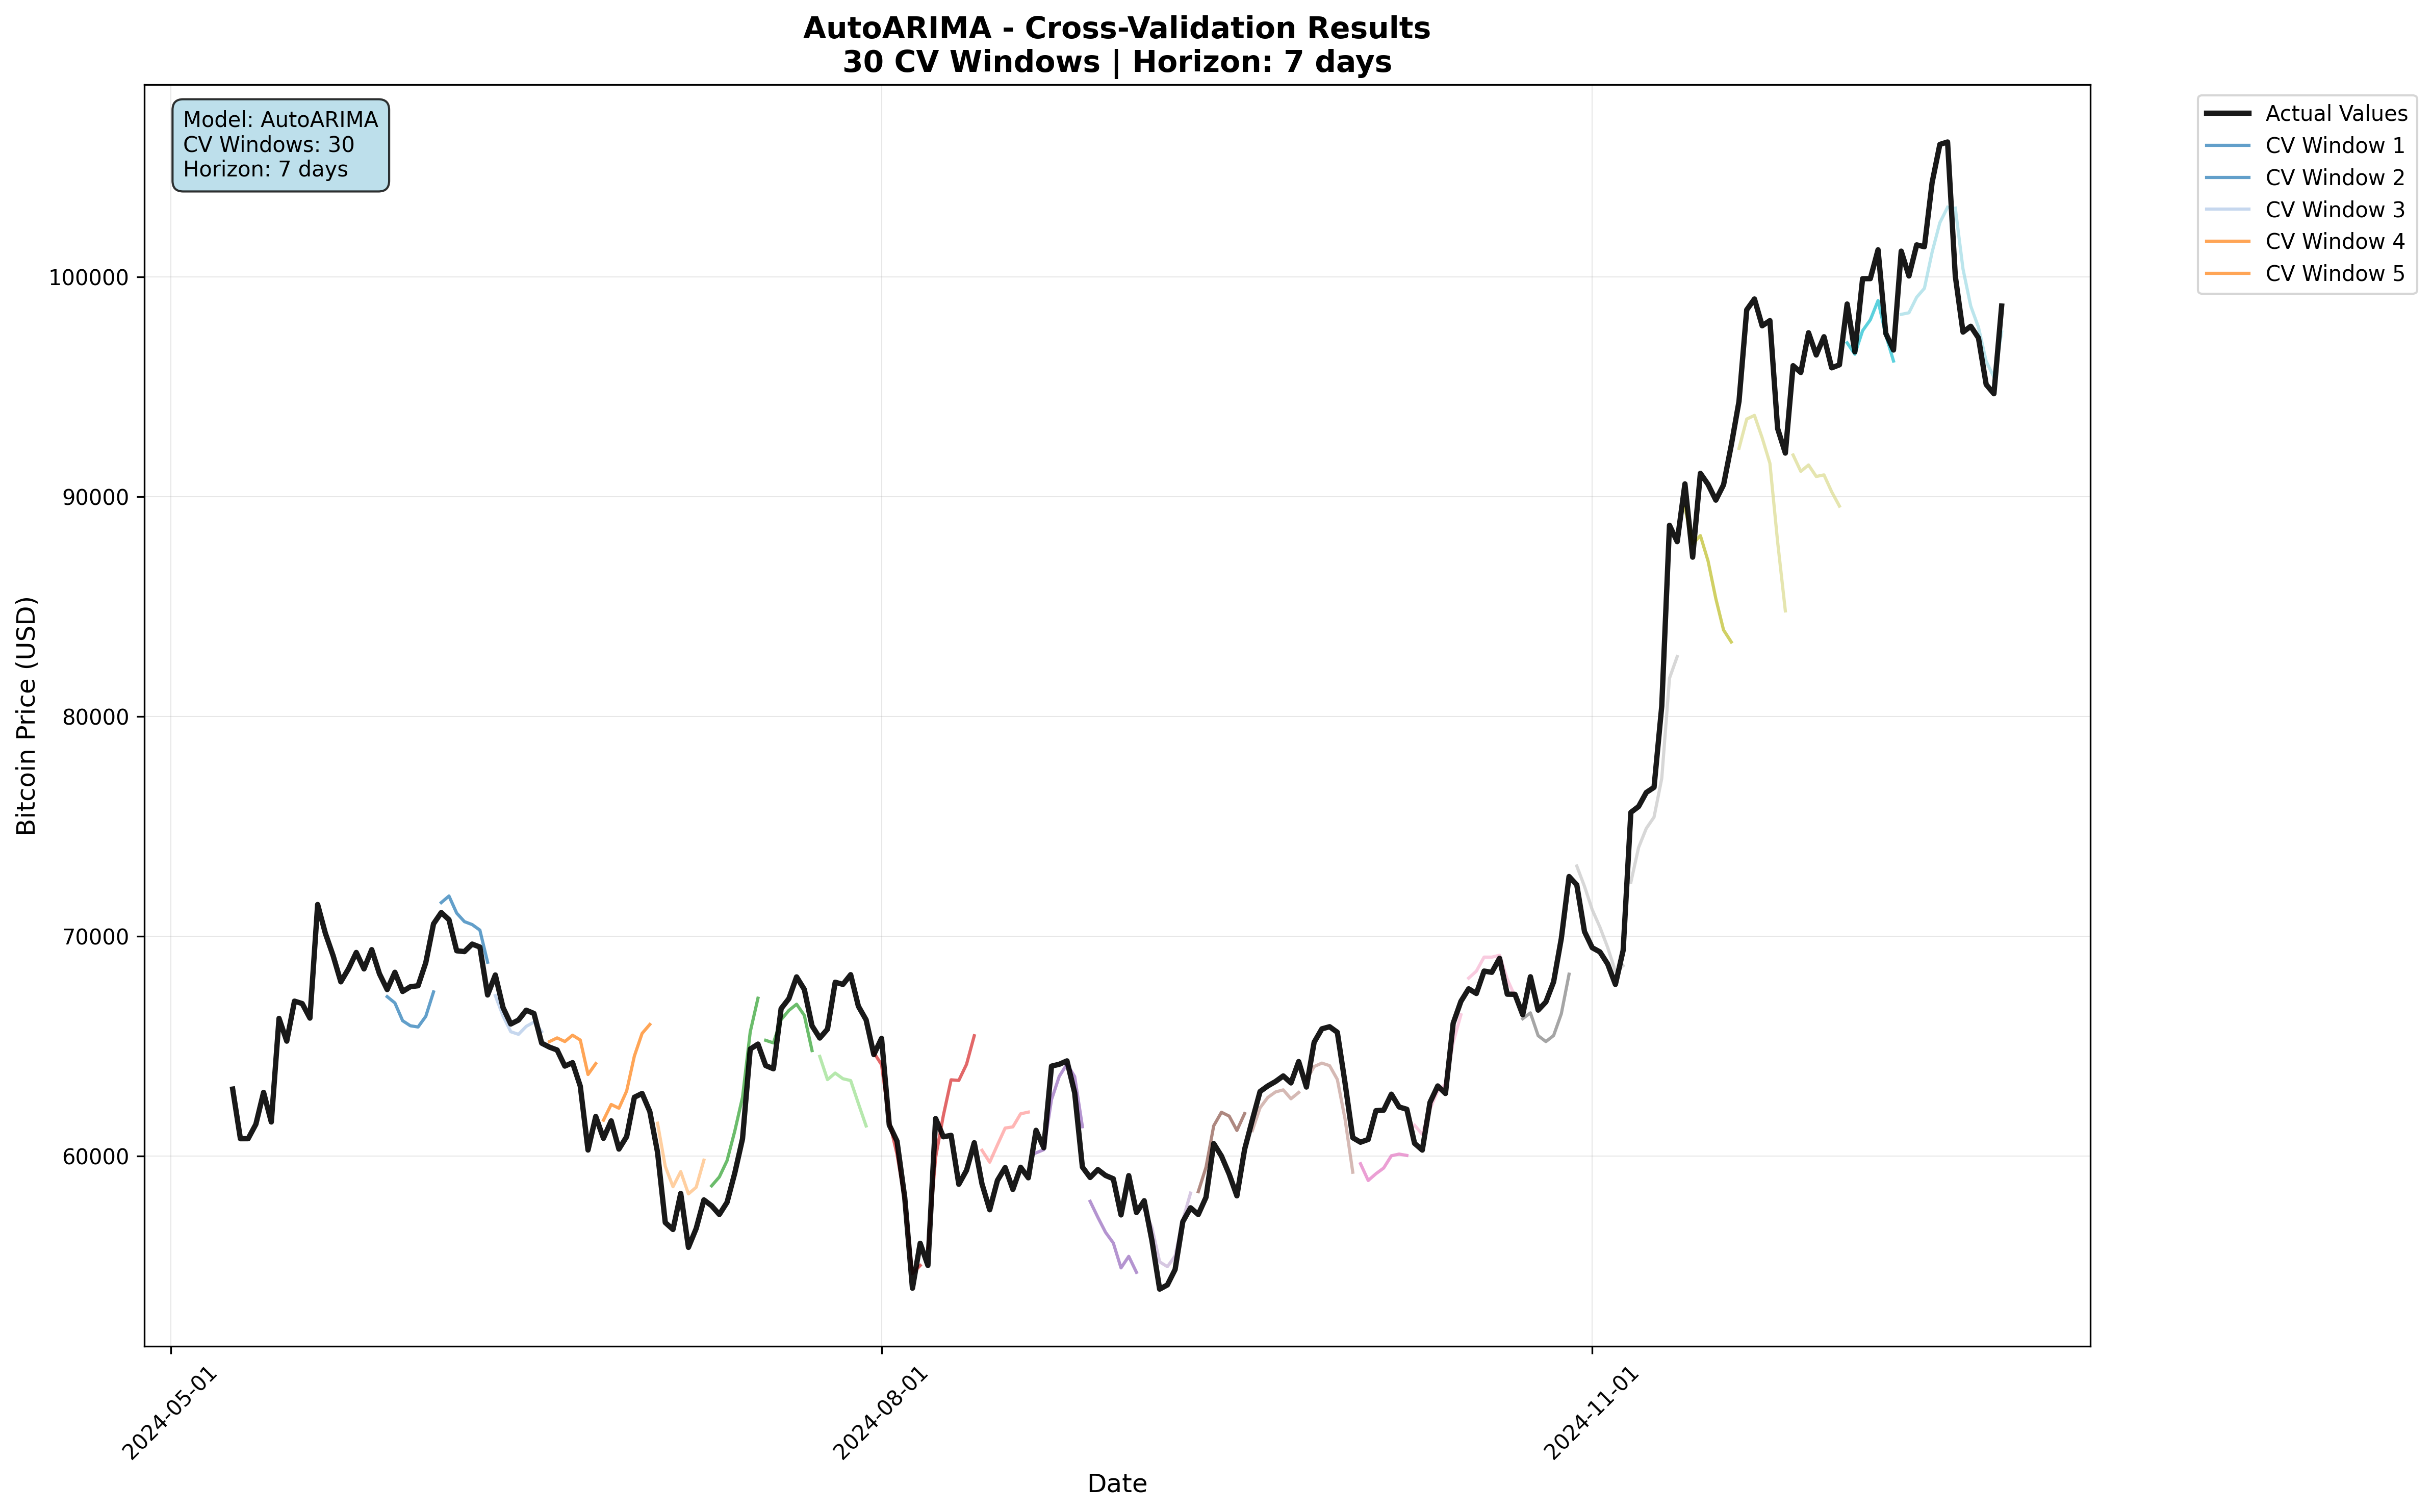 AutoARIMA - Cross-Validation Results
30 CV Windows | Horizon: 7 days
Model: AutoARIMA
CV Windows: 30
Horizon: 7 days
Actual Values
CV Window 1
CV Window 2
CV Window 3
CV Window 4
CV Window 5
Bitcoin Price (USD)
100000
90000
80000
70000
60000
2024-05-01
2024-08-01
2024-11-01
Date